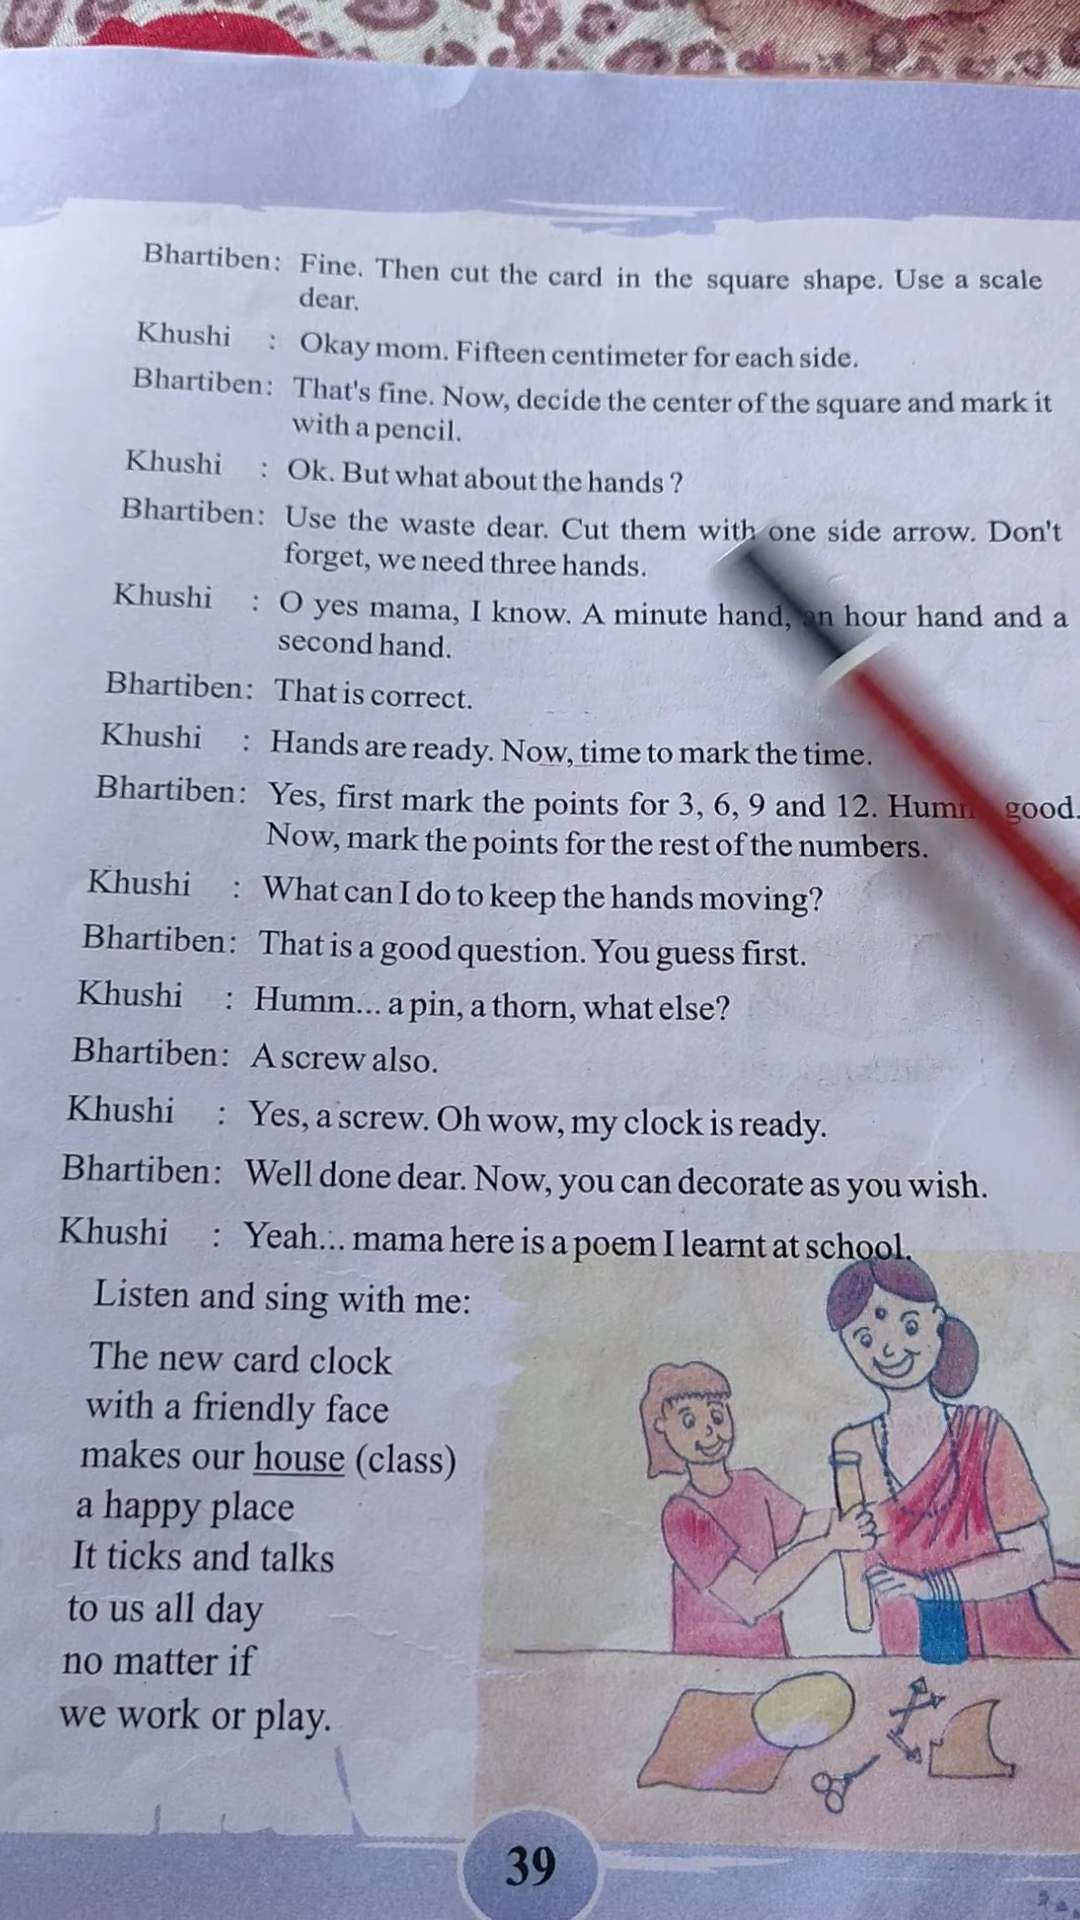 Bhartiben: Fine. Then cut the card in the square shape. Use a scale
dear.
Khushi : Okay mom. Fifteen centimeter for each side.
Bhartiben: That's fine. Now, decide the center of the square and mark it
with a pencil.
Khushi : Ok. But what about the hands ?
Bhartiben: Use the waste dear. Cut them with one side arrow. Don't
forget, we need three hands.
Khushi : O yes mama, I know. A minute hand, an hour hand and a
second hand.
Bhartiben: That is correct.
Khushi : Hands are ready. Now, time to mark the time.
Bhartiben: Yes, first mark the points for 3, 6, 9 and 12. good.
Now, mark the points for the rest of the numbers.
Khushi : What can I do to keep the hands moving?
Bhartiben: That is a good question. You guess first.
Khushi : Humm... a pin, a thorn, what else?
Bhartiben: A screw also.
Khushi : Yes, a screw. Oh wow, my clock is ready.
Bhartiben: Well done dear. Now, you can decorate as you wish.
Khushi : Yeah... mama here is a poem I learnt at school.
Listen and sing with me:
The new card clock
with a friendly face
makes our house (class)
a happy place
It ticks and talks
to us all day
no matter if
we work or play.
39